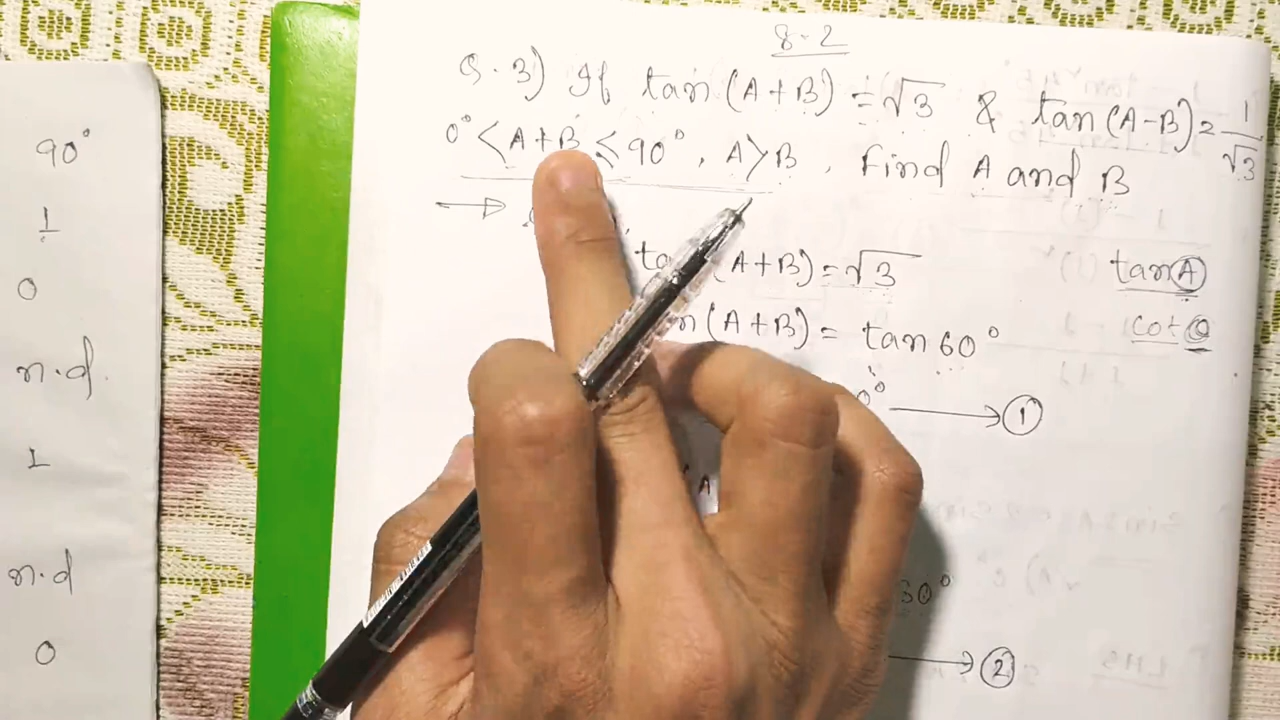 90°
1
0
n.d.
1
n.d
0
8.2
Q.3) If tan (A+B) = √3 & tan(A-B)= 1/√3
0° < A+B ≤ 90°, A>B, Find A and B
tan (A+B) = √3
tan A
(A+B) = tan 60°
cot
→ ①
60°
→ ②